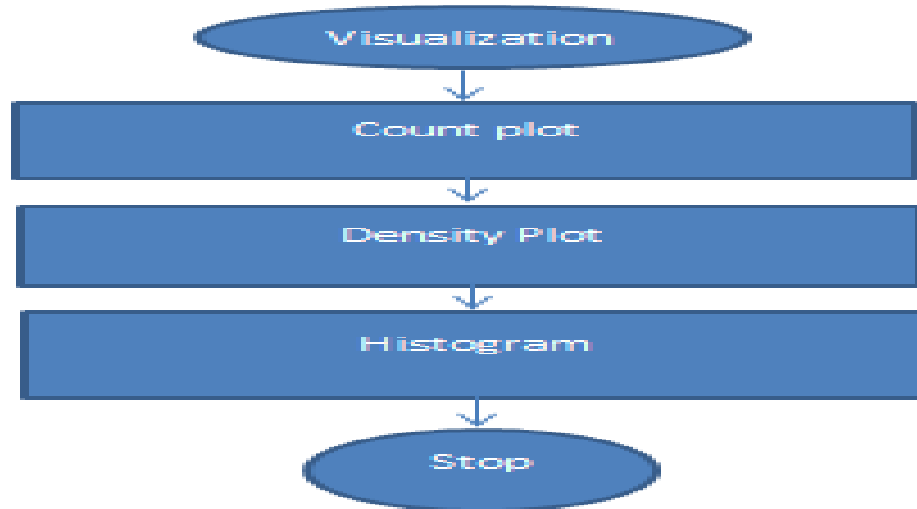 Visualization
Count plot
Density Plot
Histogram
Stop